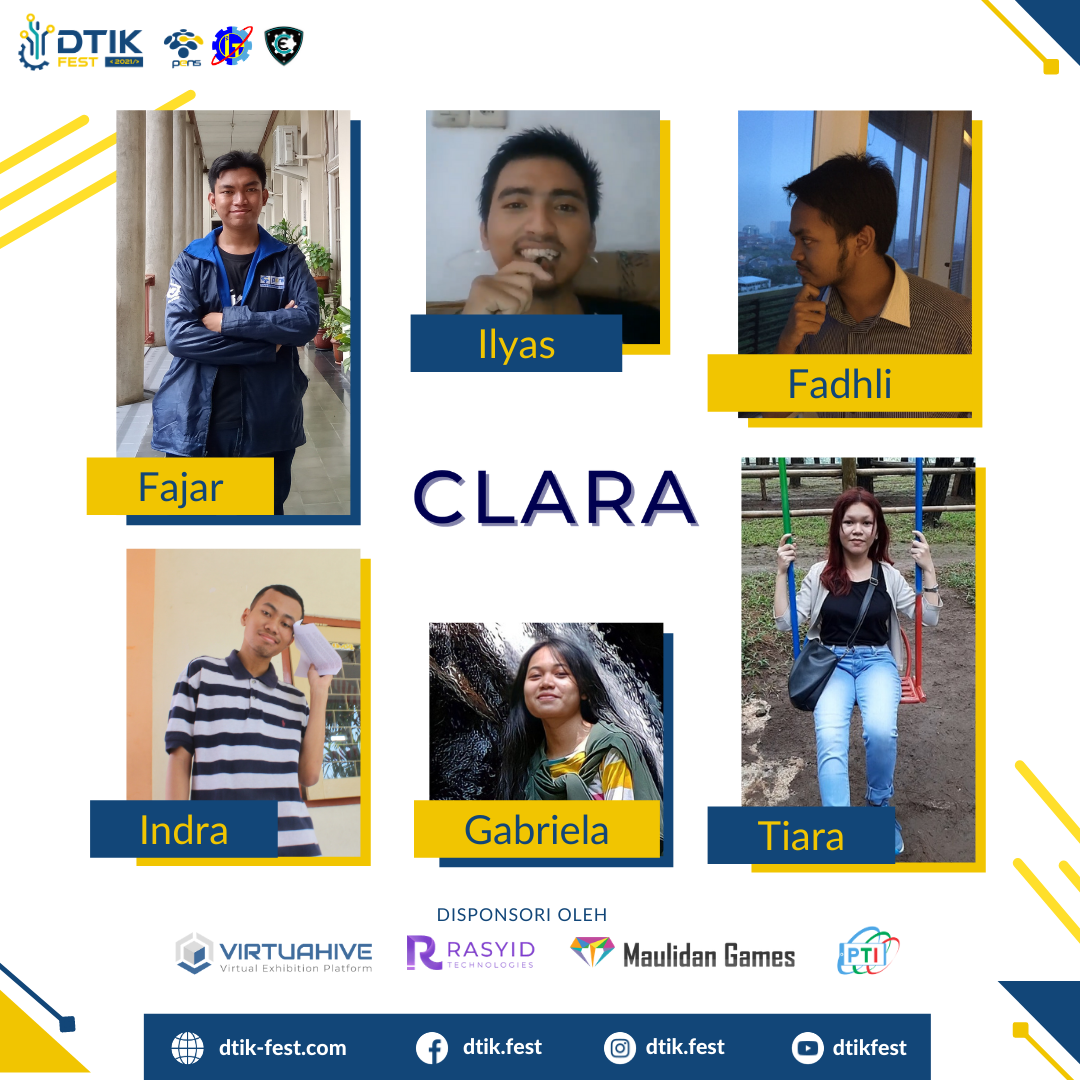 DTIK
FEST <2021/>
pens
Ilyas
Fadhli
Fajar
CLARA
Indra
Gabriela
Tiara
DISPONSORI OLEH
VIRTUAHIVE
Virtual Exhibition Platform
RASYID
TECHNOLOGIES
Maulidan Games
PTI
dtik-fest.com
dtik.fest
dtik.fest
dtikfest